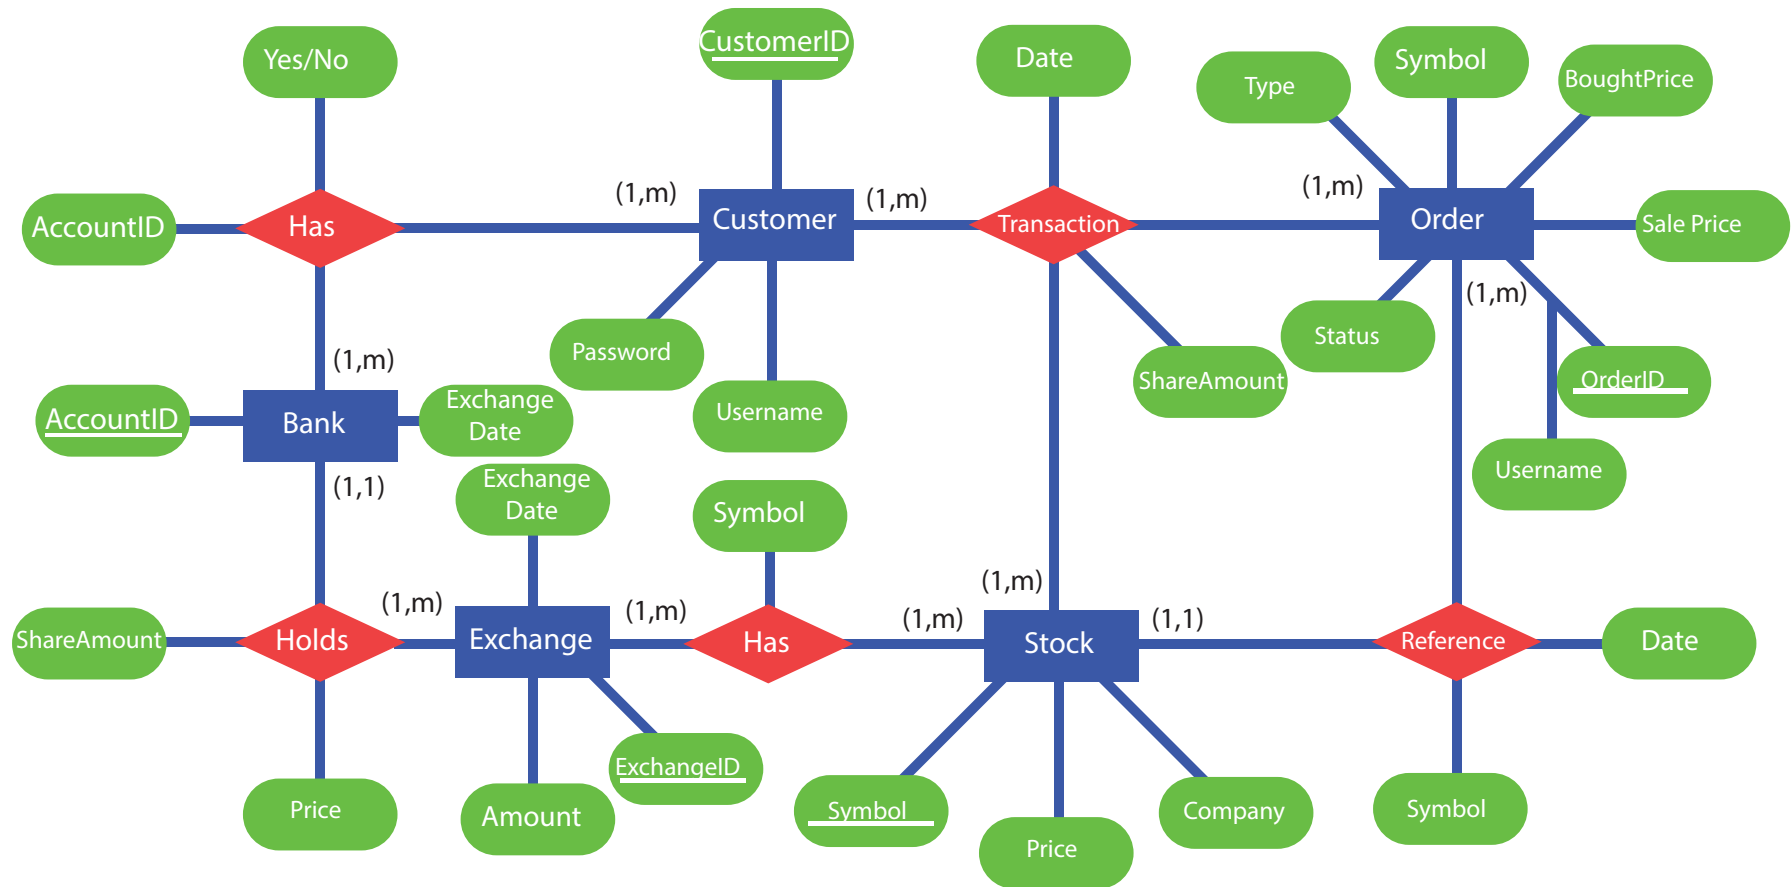 CustomerID
Yes/No
Date
Type
Symbol
BoughtPrice
AccountID
Has
(1,m)
Customer
(1,m)
Transaction
(1,m)
Order
Sale Price
(1,m)
Password
Username
ShareAmount
Status
OrderID
Username
(1,m)
AccountID
Bank
Exchange
Date
(1,1)
Exchange
Date
Symbol
ShareAmount
Holds
(1,m)
Exchange
(1,m)
Has
(1,m)
(1,m)
Stock
(1,1)
Reference
Date
Price
Amount
ExchangeID
Symbol
Price
Company
Symbol